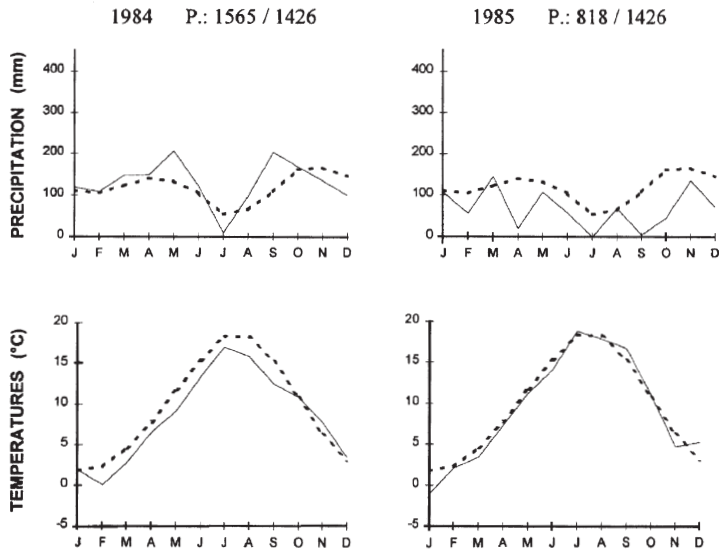 1984 P.: 1565 / 1426
1985 P.: 818 / 1426
PRECIPITATION (mm)
400
300
200
100
0
J F M A M J J A S O N D
400
300
200
100
0
J F M A M J J A S O N D
TEMPERATURES (°C)
20
15
10
5
0
-5
J F M A M J J A S O N D
20
15
10
5
0
-5
J F M A M J J A S O N D